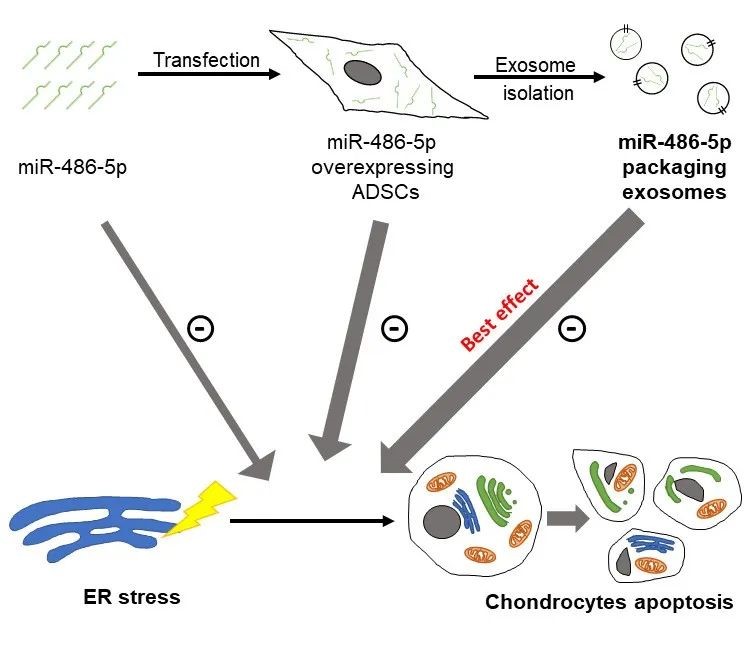 Transfection
Exosome
isolation
miR-486-5p
miR-486-5p
overexpressing
ADSCs
miR-486-5p
packaging
exosomes
Best effect
-
-
-
ER stress
Chondrocytes apoptosis